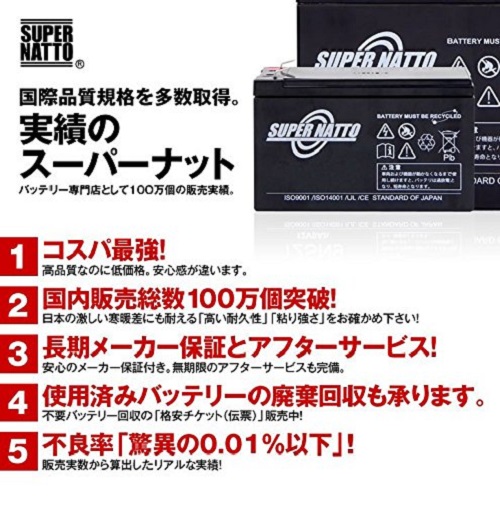 SUPER
NATTO
®
国際品質規格を多数取得。
実績の
スーパーナット
バッテリー専門店として100万個の販売実績。
BATTERY MUST
SUPER NATTO
BATTERY MUST BE RECYCLED
SUPER NATTO
Pb
注意
ISO9001 /ISO14001 /UL /CE STANDARD OF JAPAN
1 コスパ最強!
高品質なのに低価格。安心感が違います。
2 国内販売総数100万個突破!
日本の激しい寒暖差にも耐える「高い耐久性」「粘り強さ」をお確かめ下さい!
3 長期メーカー保証とアフターサービス!
安心のメーカー保証付き。無期限のアフターサービスも完備。
4 使用済みバッテリーの廃棄回収も承ります。
不要バッテリー回収の「格安チケット(伝票)」販売中!
5 不良率「驚異の0.01%以下」!
販売実数から算出したリアルな実績!